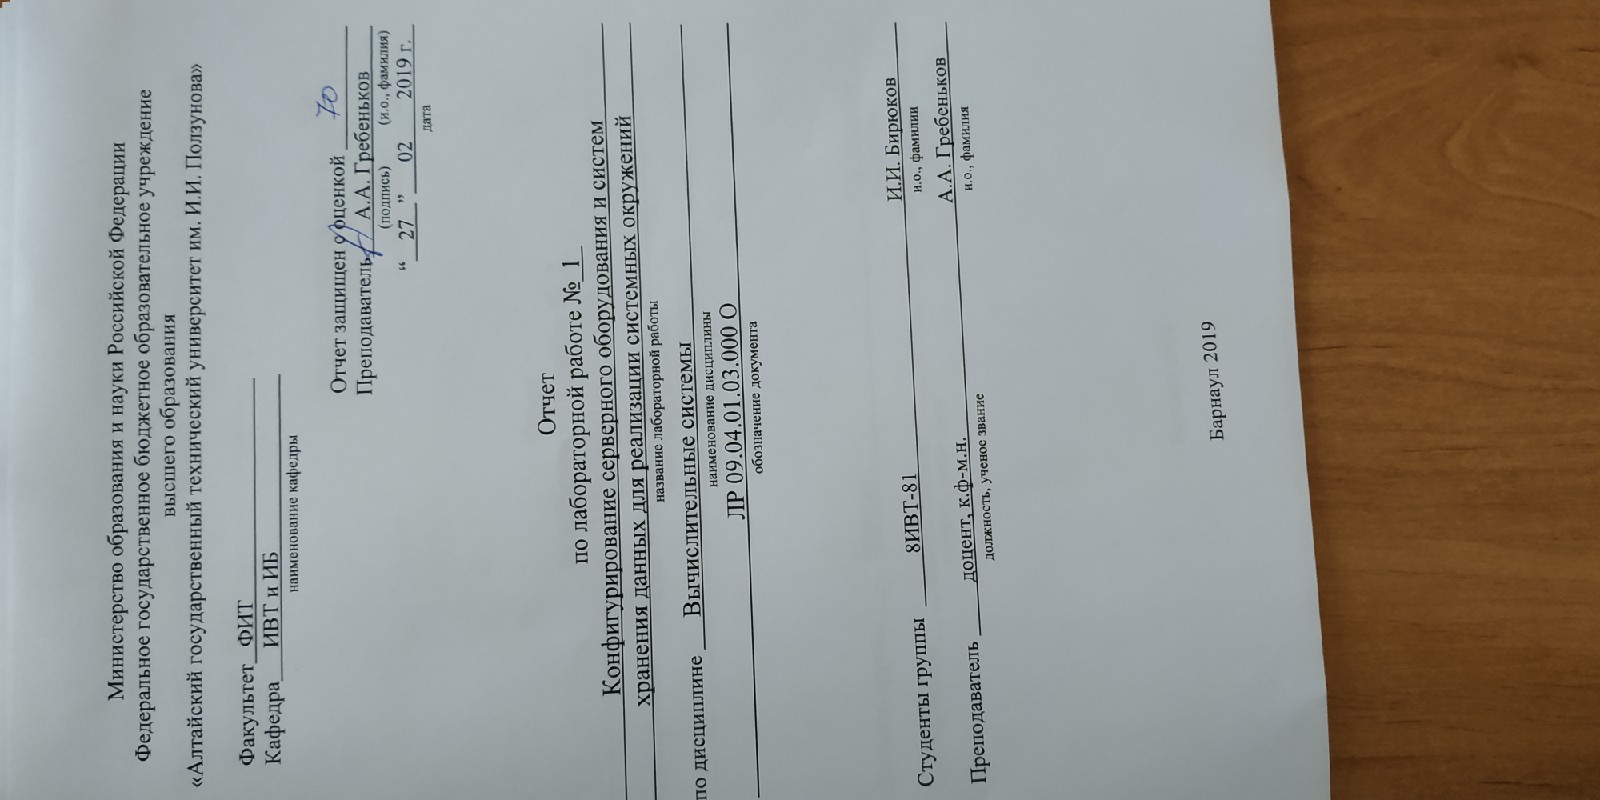 Министерство образования и науки Российской Федерации
Федеральное государственное бюджетное образовательное учреждение
высшего образования
«Алтайский государственный технический университет им. И.И. Ползунова»
Факультет ФИТ
Кафедра ИВТ и ИБ
наименование кафедры
Отчет защищен с оценкой 70
Преподаватель А.А. Гребеньков
(подпись) (и.о., фамилия)
“ 27 ” 02 2019 г.
дата
Отчет
по лабораторной работе № 1
Конфигурирование серверного оборудования и систем
хранения данных для реализации системных окружений
название лабораторной работы
по дисциплине Вычислительные системы
наименование дисциплины
ЛР 09.04.01.03.000 О
обозначение документа
Студенты группы 8ИВТ-81 И.И. Бирюков
и.о., фамилии
Преподаватель доцент, к.ф-м.н. А.А. Гребеньков
должность, ученое звание и.о., фамилия
Барнаул 2019